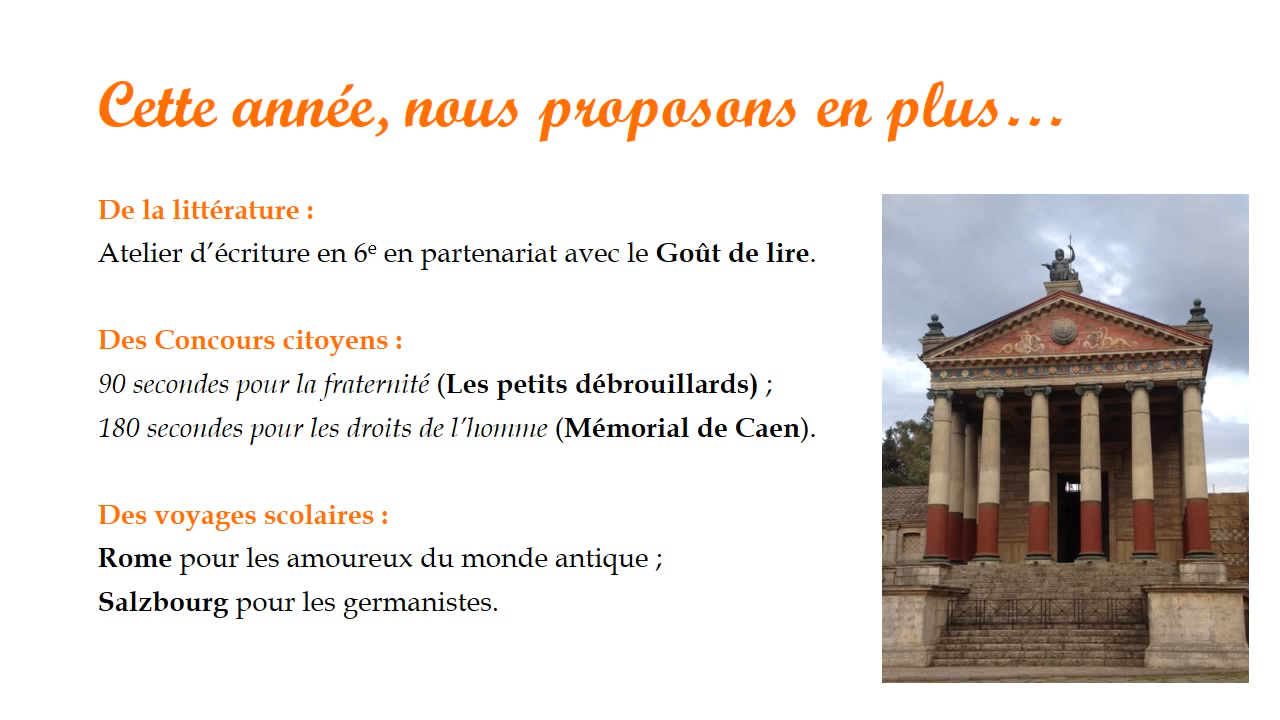 Cette année, nous proposons en plus…
De la littérature :
Atelier d’écriture en 6e en partenariat avec le Goût de lire.
Des Concours citoyens :
90 secondes pour la fraternité (Les petits débrouillards) ;
180 secondes pour les droits de l’homme (Mémorial de Caen).
Des voyages scolaires :
Rome pour les amoureux du monde antique ;
Salzbourg pour les germanistes.